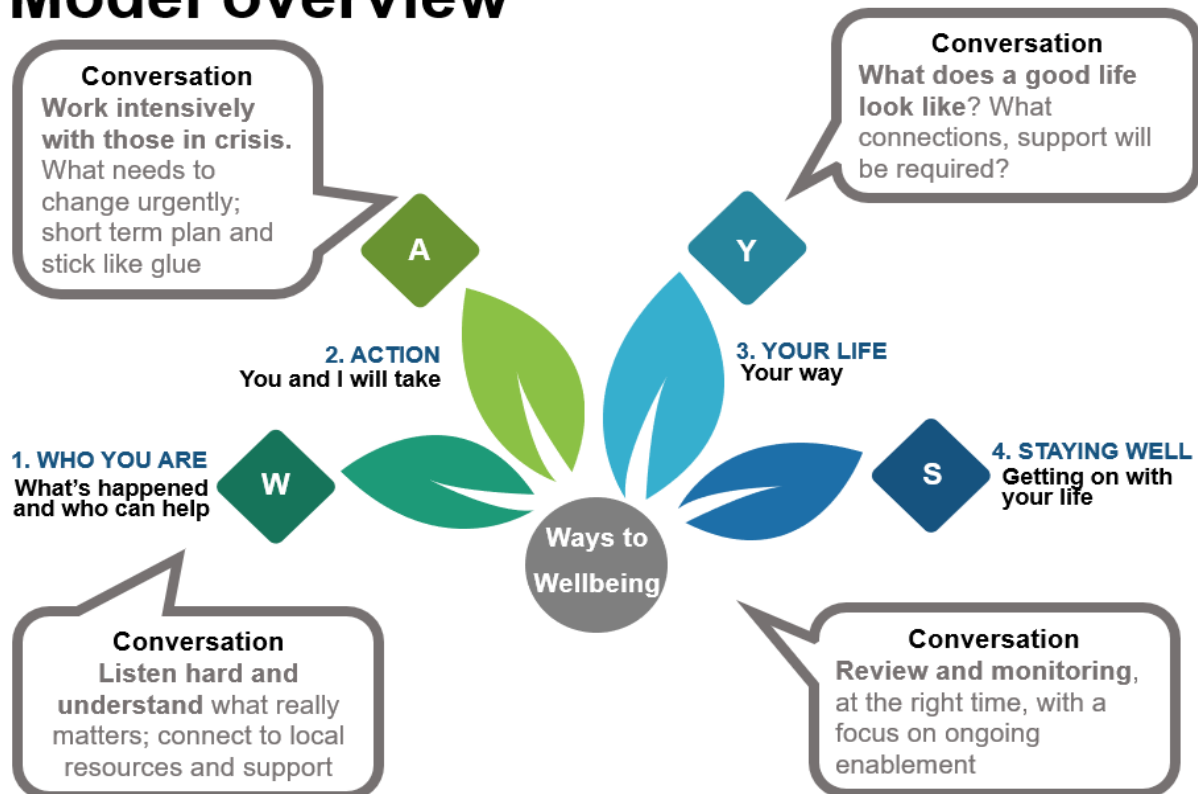 Model overview
Conversation
Work intensively
with those in crisis.
What needs to
change urgently;
short term plan and
stick like glue
Conversation
What does a good life
look like? What
connections, support will
be required?
A
Y
2. ACTION
You and I will take
3. YOUR LIFE
Your way
1. WHO YOU ARE
What's happened
and who can help
W
S
4. STAYING WELL
Getting on with
your life
Ways to
Wellbeing
Conversation
Listen hard and
understand what really
matters; connect to local
resources and support
Conversation
Review and monitoring,
at the right time, with a
focus on ongoing
enablement